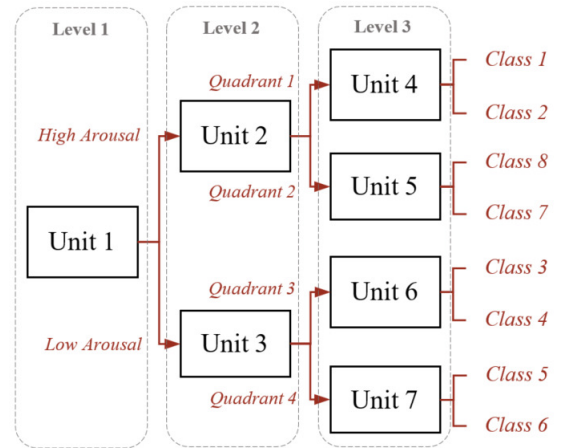 Level 1
Level 2
Level 3
High Arousal
Low Arousal
Unit 1
Quadrant 1
Unit 2
Quadrant 2
Quadrant 3
Unit 3
Quadrant 4
Unit 4
Unit 5
Unit 6
Unit 7
Class 1
Class 2
Class 8
Class 7
Class 3
Class 4
Class 5
Class 6